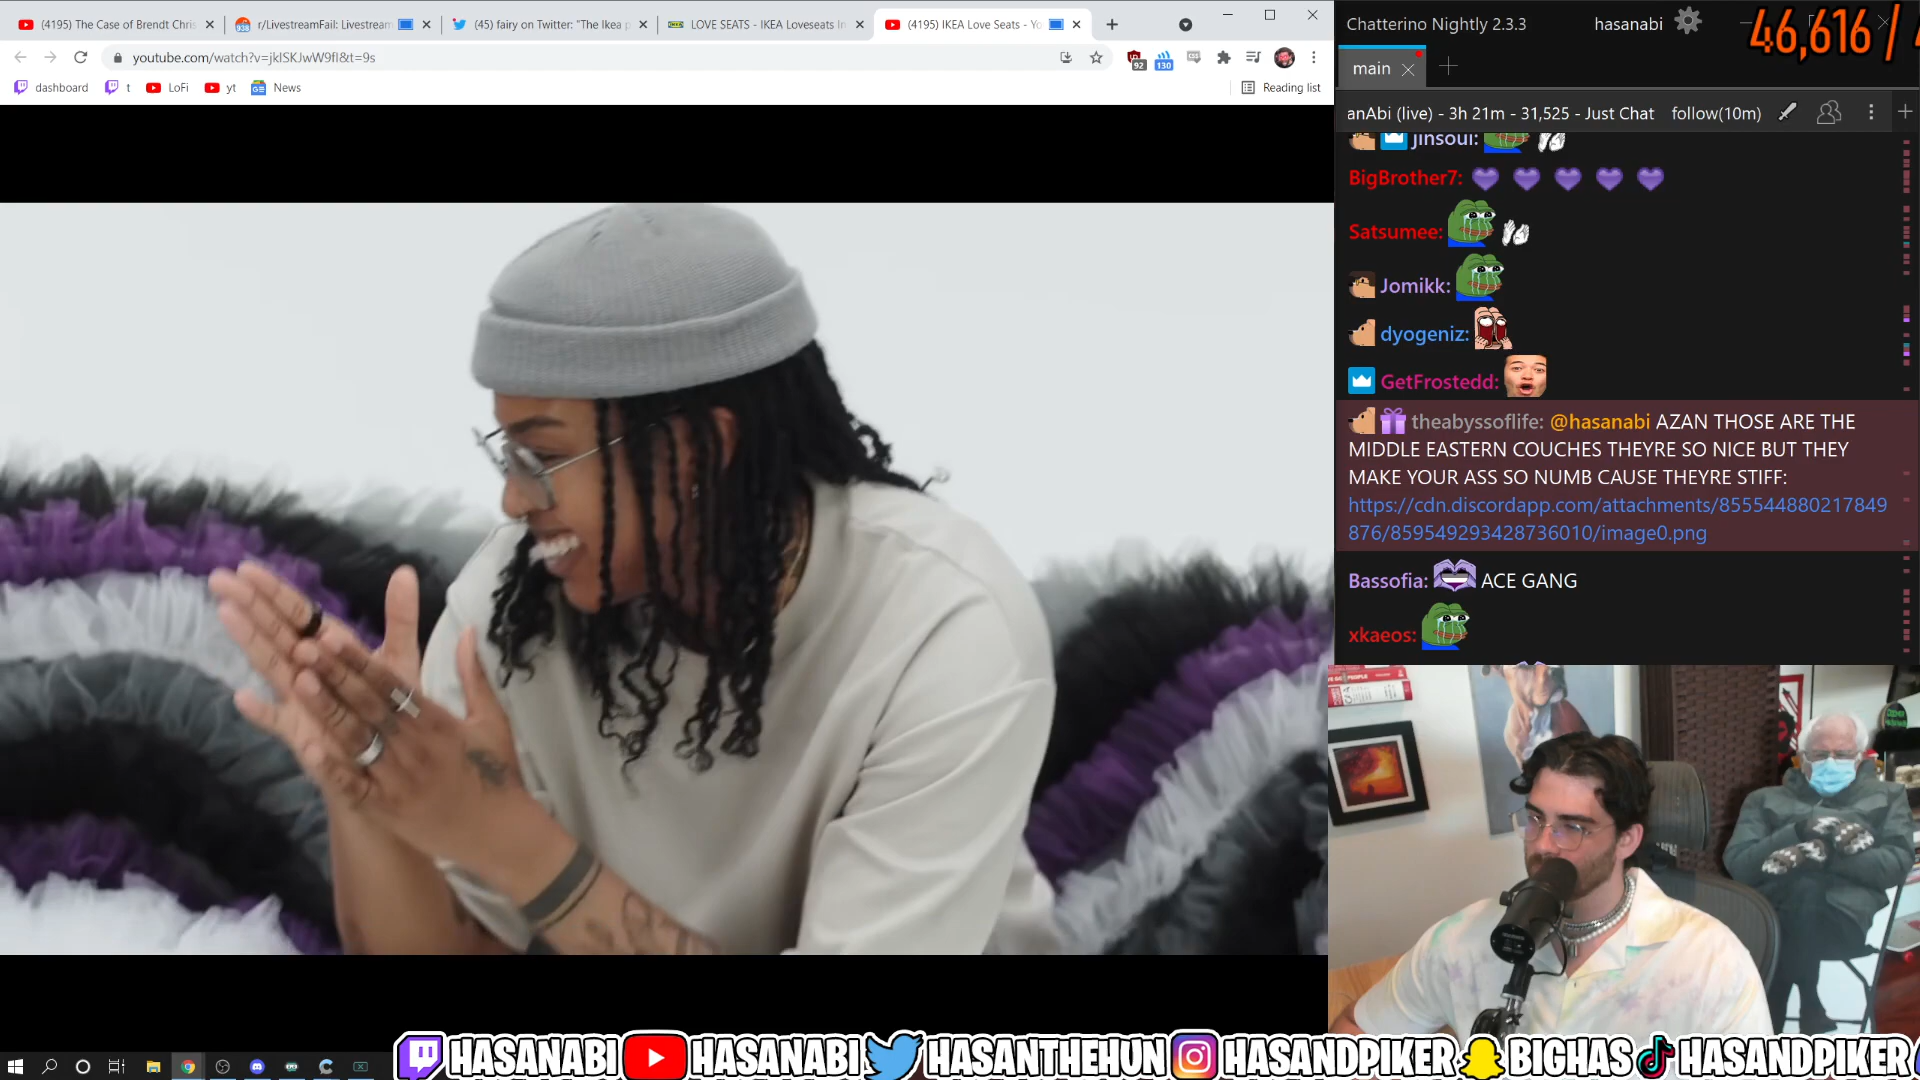 (4195) The Case of Brendt Chris
r/LivestreamFail: Livestream
(45) fairy on Twitter: "The Ikea p
LOVE SEATS - IKEA Loveseats In
(4195) IKEA Love Seats - Yo
youtube.com/watch?v=jkISKJwW9fI&t=9s
92
130
dashboard
t
LoFi
yt
News
Reading list
Chatterino Nightly 2.3.3
hasanabi
46,616 / 4
main
anAbi (live) - 3h 21m - 31,525 - Just Chat
follow(10m)
jinsoul:
BigBrother7:
Satsumee:
Jomikk:
dyogeniz:
GetFrostedd:
theabyssoflife: @hasanabi AZAN THOSE ARE THE
MIDDLE EASTERN COUCHES THEYRE SO NICE BUT THEY
MAKE YOUR ASS SO NUMB CAUSE THEYRE STIFF:
https://cdn.discordapp.com/attachments/855544880217849
876/859549293428736010/image0.png
Bassofia: ACE GANG
xkaeos:
HASANABI HASANABI HASANTHEHUN HASANDPIKER BIGHAS HASANDPIKER